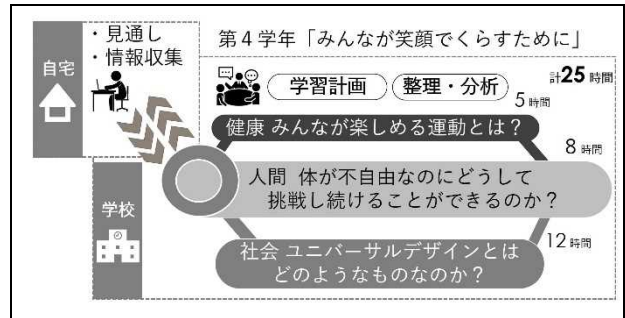 ・見通し
・情報収集
自宅
第4学年「みんなが笑顔でくらすために」
学習計画
整理・分析
計25時間
5時間
健康 みんなが楽しめる運動とは？
8時間
人間 体が不自由なのにどうして
挑戦し続けることができるのか？
学校
12時間
社会 ユニバーサルデザインとは
どのようなものなのか？